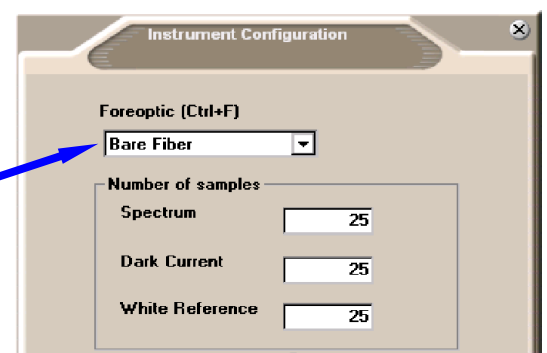 Instrument Configuration
Foreoptic (Ctrl+F)
Bare Fiber
Number of samples
Spectrum 25
Dark Current 25
White Reference 25